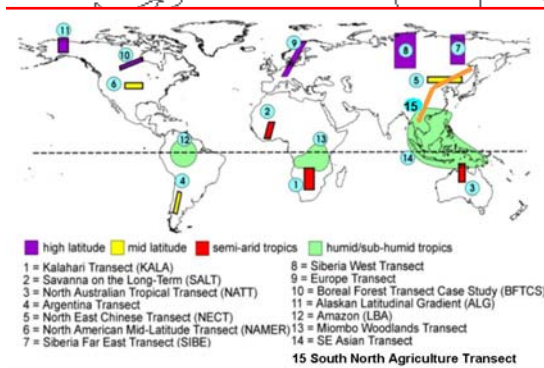 11
10
9
8
7
6
5
2
15
12
13
14
4
1
3
high latitude mid latitude semi-arid tropics humid/sub-humid tropics
1 = Kalahari Transect (KALA)
2 = Savanna on the Long-Term (SALT)
3 = North Australian Tropical Transect (NATT)
4 = Argentina Transect
5 = North East Chinese Transect (NECT)
6 = North American Mid-Latitude Transect (NAMER)
7 = Siberia Far East Transect (SIBE)
8 = Siberia West Transect
9 = Europe Transect
10 = Boreal Forest Transect Case Study (BFTCS)
11 = Alaskan Latitudinal Gradient (ALG)
12 = Amazon (LBA)
13 = Miombo Woodlands Transect
14 = SE Asian Transect
15 South North Agriculture Transect